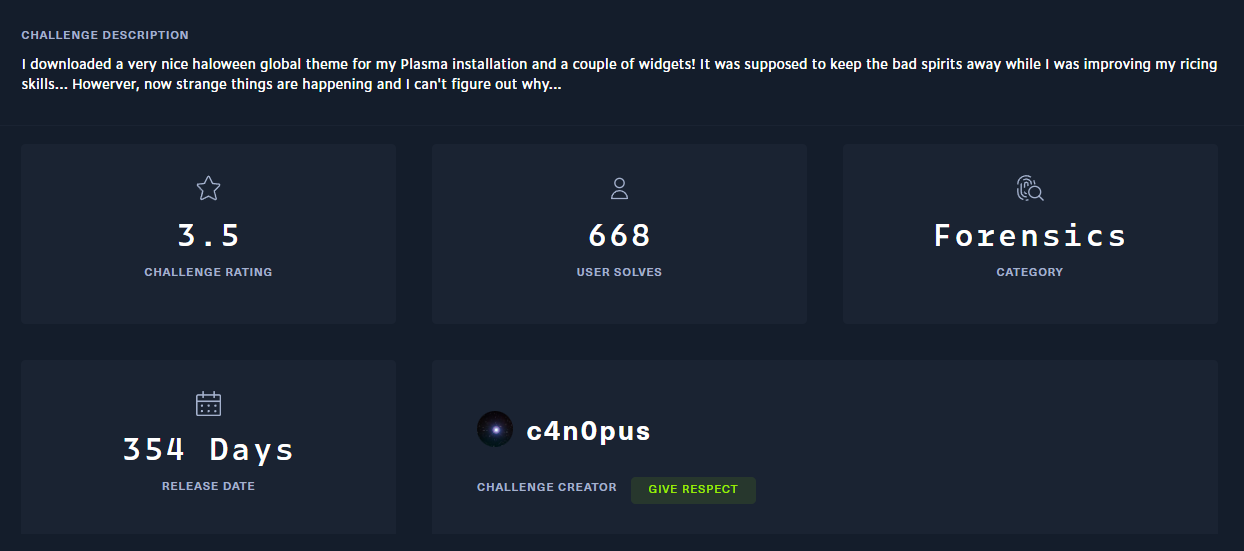 CHALLENGE DESCRIPTION
I downloaded a very nice haloween global theme for my Plasma installation and a couple of widgets! It was supposed to keep the bad spirits away while I was improving my ricing
skills... Howerver, now strange things are happening and I can't figure out why...
3.5
668
Forensics
CHALLENGE RATING
USER SOLVES
CATEGORY
354 Days
RELEASE DATE
c4n0pus
CHALLENGE CREATOR
GIVE RESPECT